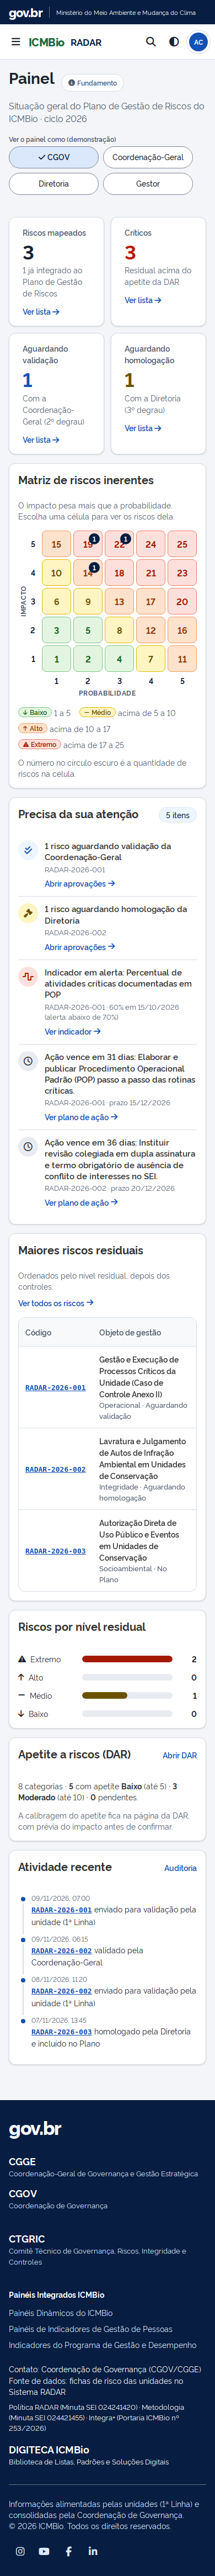 gov.br Ministério do Meio Ambiente e Mudança do Clima
ICMBio RADAR AC
Painel Fundamento
Situação geral do Plano de Gestão de Riscos do
ICMBio · ciclo 2026
Ver o painel como (demonstração)
CGOV Coordenação-Geral
Diretoria Gestor
Riscos mapeados
3
1 já integrado ao
Plano de Gestão
de Riscos
Ver lista
Críticos
3
Residual acima do
apetite da DAR
Ver lista
Aguardando
validação
1
Com a
Coordenação-
Geral (2º grau)
Ver lista
Aguardando
homologação
1
Com a Diretoria
(3º grau)
Ver lista
Matriz de riscos inerentes
O impacto pesa mais que a probabilidade.
Escolha uma célula para ver os riscos dela.
IMPACTO
5 15 19 1 22 1 24 25
4 10 14 1 18 21 23
3 6 9 13 17 20
2 3 5 8 12 16
1 1 2 4 7 11
1 2 3 4 5
PROBABILIDADE
Baixo 1 a 5 Médio acima de 5 a 10
Alto acima de 10 a 17
Extremo acima de 17 a 25
O número no círculo escuro é a quantidade de
riscos na célula.
Precisa da sua atenção 5 itens
1 risco aguardando validação da
Coordenação-Geral
RADAR-2026-001
Abrir aprovações
1 risco aguardando homologação da
Diretoria
RADAR-2026-002
Abrir aprovações
Indicador em alerta: Percentual de
atividades críticas documentadas em
POP
RADAR-2026-001 · 60% em 15/10/2026
(alerta: abaixo de 70%)
Ver indicador
Ação vence em 31 dias: Elaborar e
publicar Procedimento Operacional
Padrão (POP) passo a passo das rotinas
críticas.
RADAR-2026-001 · prazo 15/12/2026
Ver plano de ação
Ação vence em 36 dias: Instituir
revisão colegiada em dupla assinatura
e termo obrigatório de ausência de
conflito de interesses no SEI.
RADAR-2026-002 · prazo 20/12/2026
Ver plano de ação
Maiores riscos residuais
Ordenados pelo nível residual, depois dos
controles.
Ver todos os riscos
Código Objeto de gestão
RADAR-2026-001
Gestão e Execução de
Processos Críticos da
Unidade (Caso de
Controle Anexo II)
Operacional · Aguardando
validação
RADAR-2026-002
Lavratura e Julgamento
de Autos de Infração
Ambiental em Unidades
de Conservação
Integridade · Aguardando
homologação
RADAR-2026-003
Autorização Direta de
Uso Público e Eventos
em Unidades de
Conservação
Socioambiental · No
Plano
Riscos por nível residual
Extremo 2
Alto 0
Médio 1
Baixo 0
Apetite a riscos (DAR) Abrir DAR
8 categorias · 5 com apetite Baixo (até 5) · 3
Moderado (até 10) · 0 pendentes.
A calibragem do apetite fica na página da DAR,
com prévia do impacto antes de confirmar.
Atividade recente Auditoria
09/11/2026, 07:00
RADAR-2026-001 enviado para validação pela
unidade (1ª Linha)
09/11/2026, 06:15
RADAR-2026-002 validado pela
Coordenação-Geral
08/11/2026, 11:20
RADAR-2026-002 enviado para validação pela
unidade (1ª Linha)
07/11/2026, 13:45
RADAR-2026-003 homologado pela Diretoria
e incluído no Plano
gov.br
CGGE
Coordenação-Geral de Governança e Gestão Estratégica
CGOV
Coordenação de Governança
CTGRIC
Comitê Técnico de Governança, Riscos, Integridade e
Controles
Painéis Integrados ICMBio
Painéis Dinâmicos do ICMBio
Painéis de Indicadores de Gestão de Pessoas
Indicadores do Programa de Gestão e Desempenho
Contato: Coordenação de Governança (CGOV/CGGE)
Fonte de dados: fichas de risco das unidades no
Sistema RADAR
Política RADAR (Minuta SEI 024241420) · Metodologia
(Minuta SEI 024421455) · Integra+ (Portaria ICMBio nº
253/2026)
DIGITECA ICMBio
Biblioteca de Listas, Padrões e Soluções Digitais
Informações alimentadas pelas unidades (1ª Linha) e
consolidadas pela Coordenação de Governança.
© 2026 ICMBio. Todos os direitos reservados.